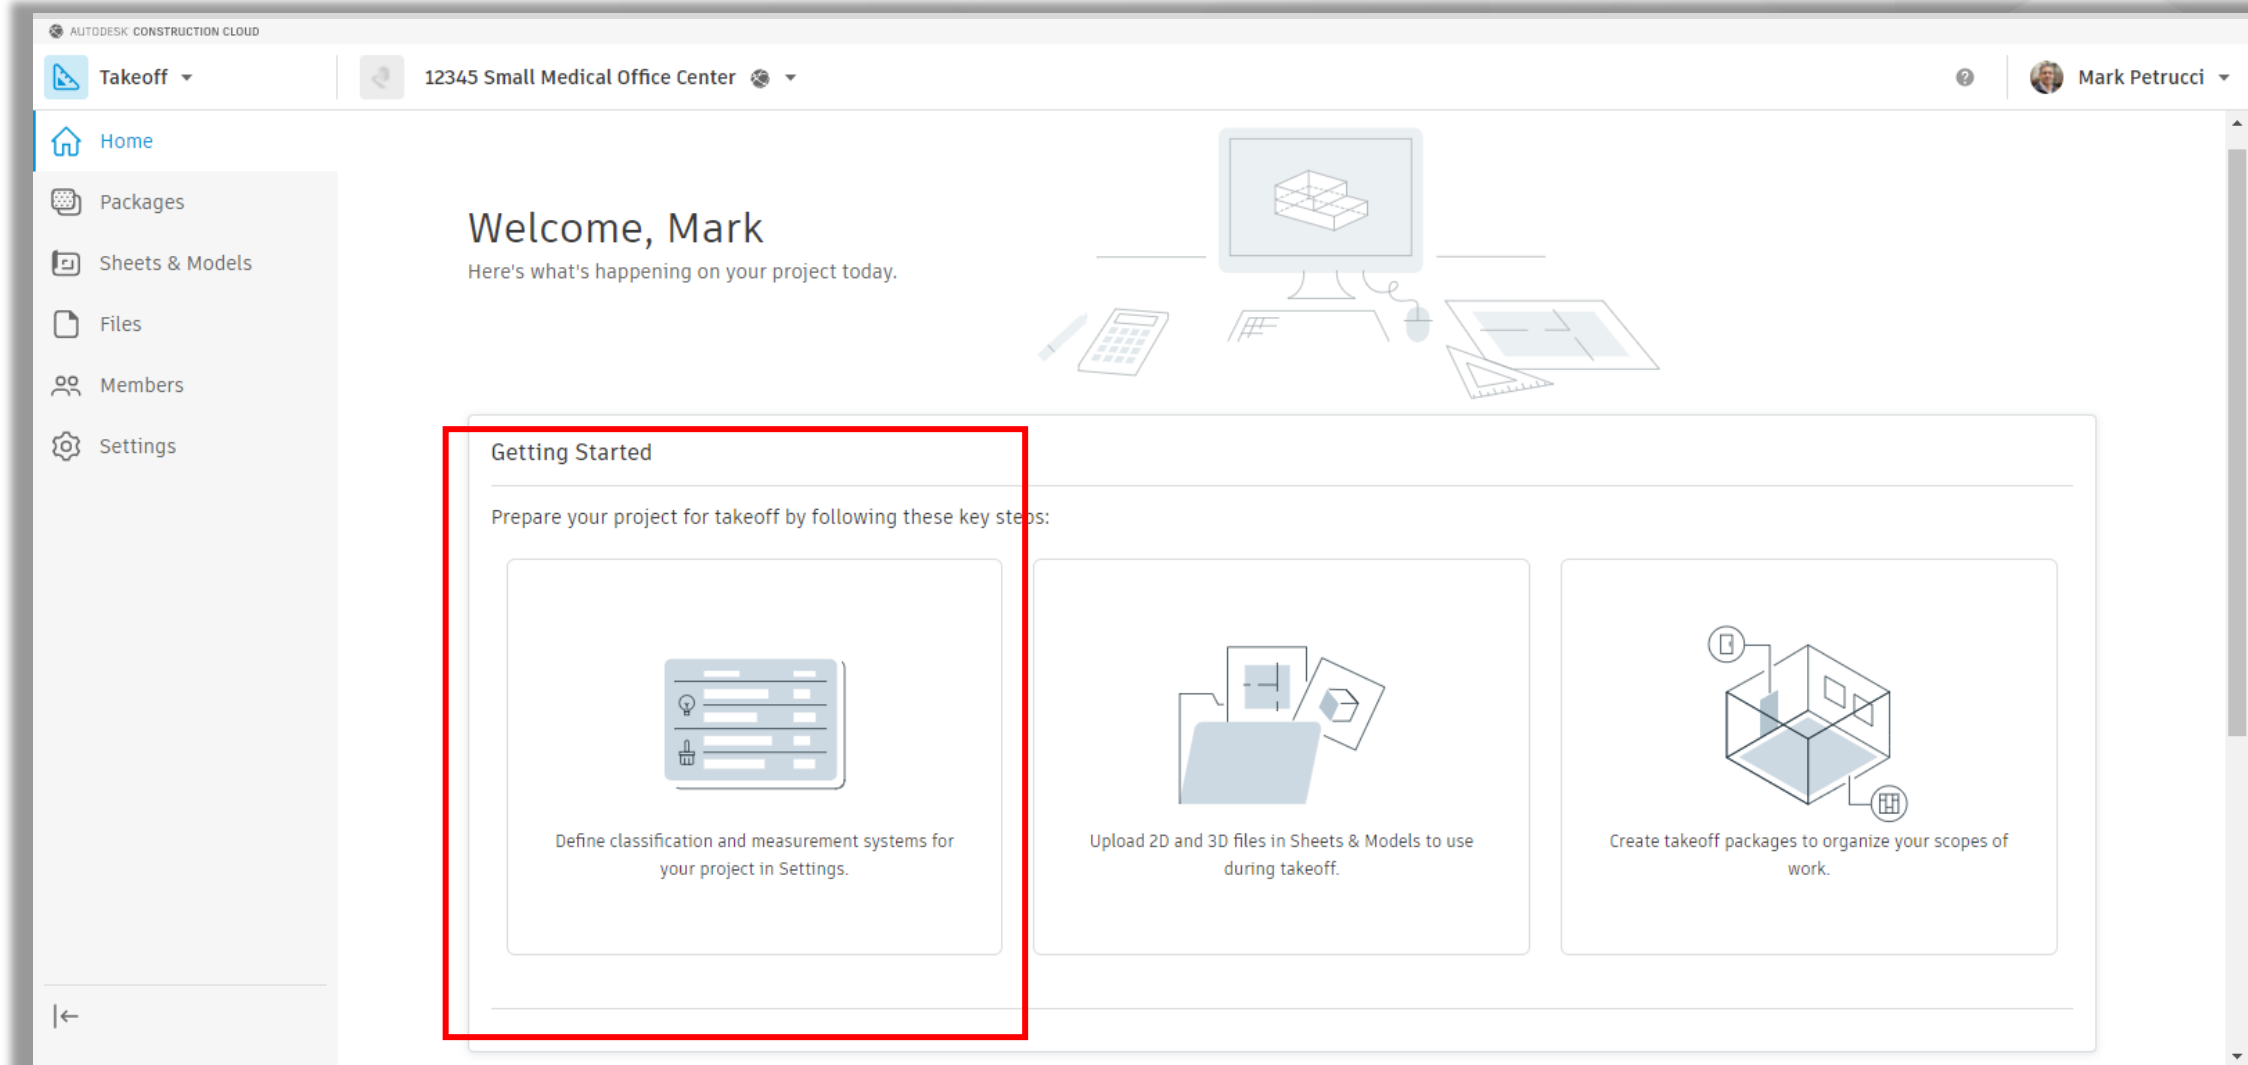 AUTODESK CONSTRUCTION CLOUD
Takeoff
12345 Small Medical Office Center
Mark Petrucci
Home
Packages
Sheets & Models
Files
Members
Settings
Welcome, Mark
Here's what's happening on your project today.
Getting Started
Prepare your project for takeoff by following these key steps:
Define classification and measurement systems for
your project in Settings.
Upload 2D and 3D files in Sheets & Models to use
during takeoff.
Create takeoff packages to organize your scopes of
work.